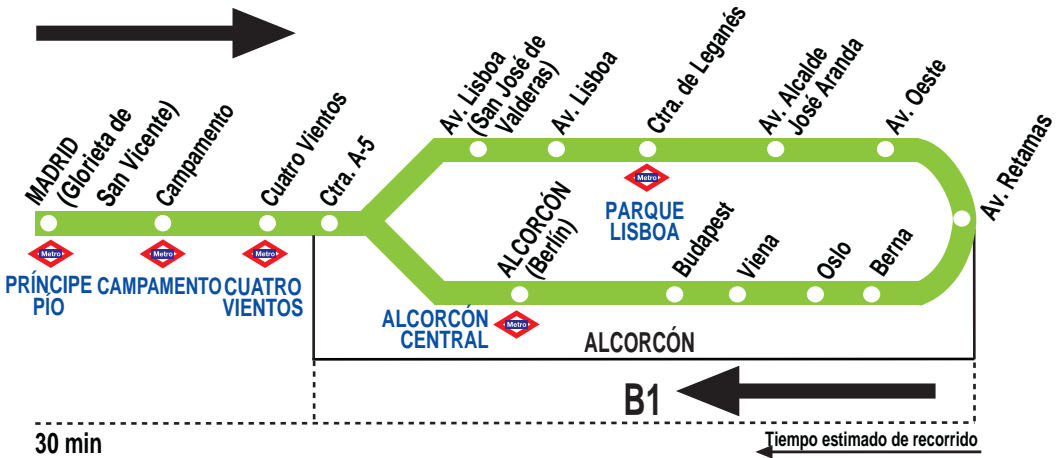 MADRID
(Glorieta de
San Vicente)
Campamento
Cuatro Vientos
Ctra. A-5
Av. Lisboa
(San José de
Valderas)
Av. Lisboa
Ctra. de Leganés
Av. Alcalde
José Aranda
Av. Oeste
Av. Retamas
Metro
PARQUE
LISBOA
Metro
PRÍNCIPE
PÍO
Metro
CAMPAMENTO
Metro
CUATRO
VIENTOS
ALCORCÓN
(Berlín)
Budapest
Viena
Oslo
Berna
ALCORCÓN
CENTRAL
Metro
ALCORCÓN
B1
30 min
Tiempo estimado de recorrido